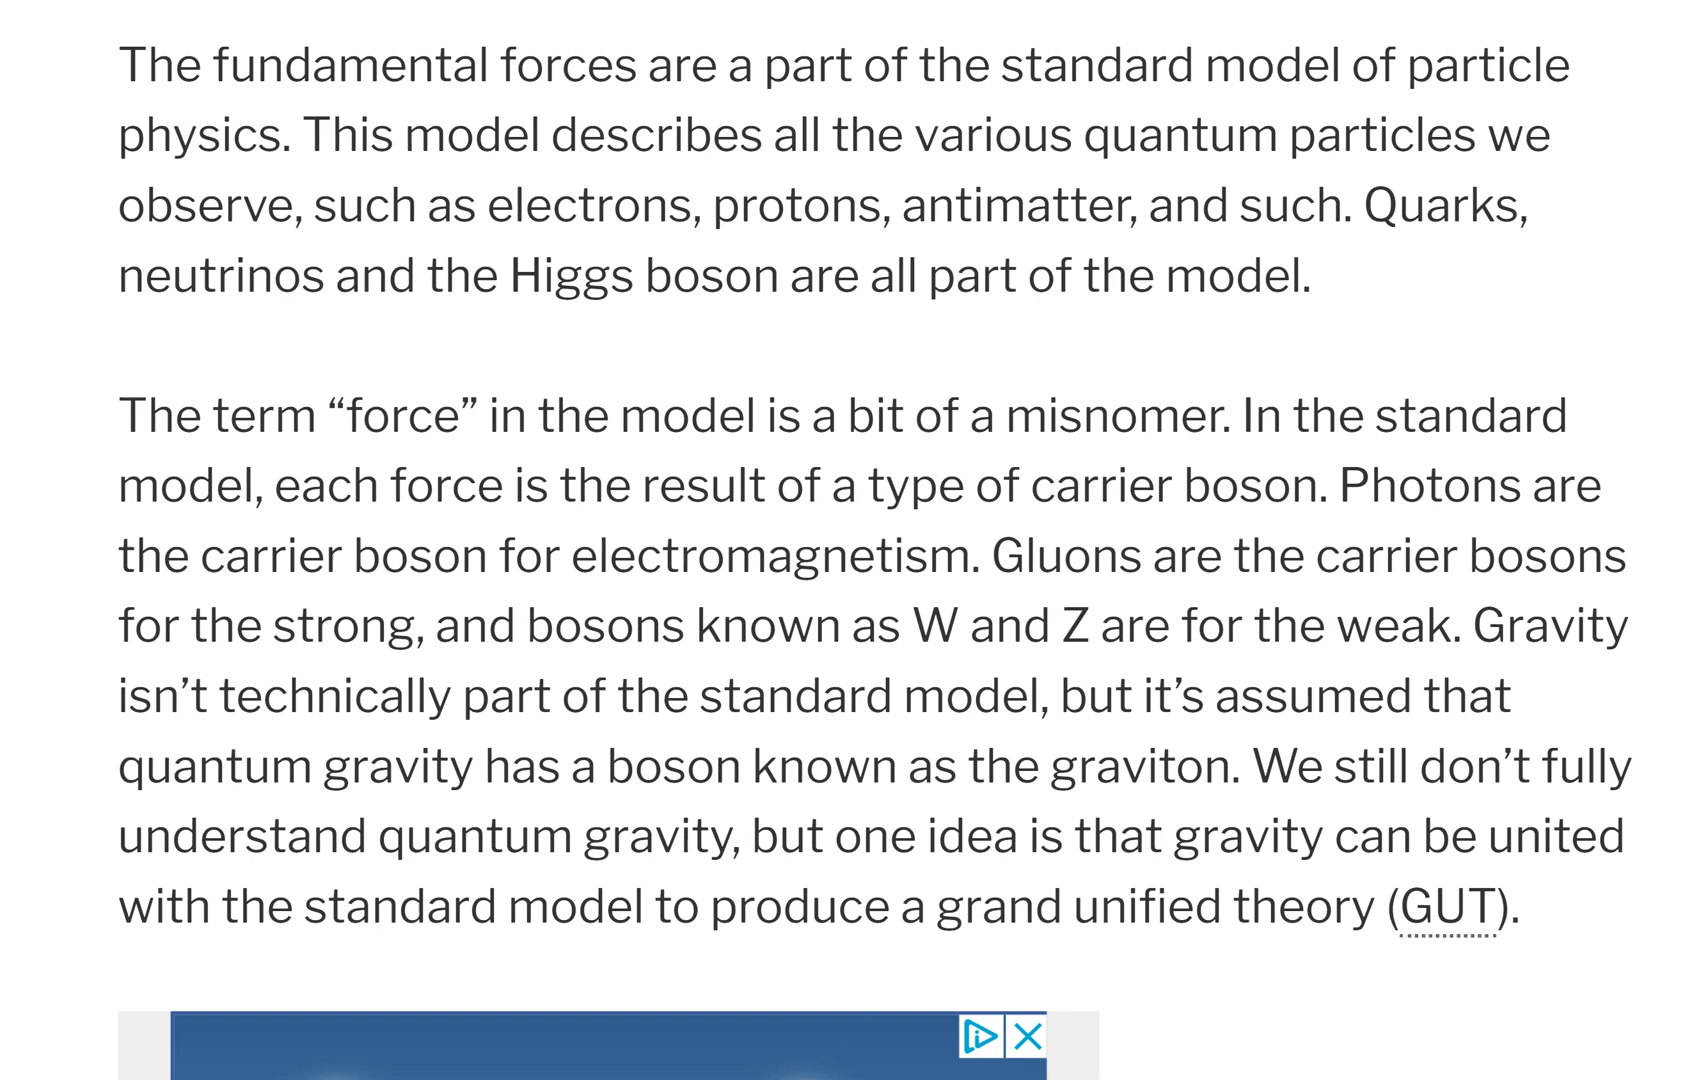 The fundamental forces are a part of the standard model of particle
physics. This model describes all the various quantum particles we
observe, such as electrons, protons, antimatter, and such. Quarks,
neutrinos and the Higgs boson are all part of the model.
The term “force” in the model is a bit of a misnomer. In the standard
model, each force is the result of a type of carrier boson. Photons are
the carrier boson for electromagnetism. Gluons are the carrier bosons
for the strong, and bosons known as W and Z are for the weak. Gravity
isn’t technically part of the standard model, but it’s assumed that
quantum gravity has a boson known as the graviton. We still don’t fully
understand quantum gravity, but one idea is that gravity can be united
with the standard model to produce a grand unified theory (GUT).